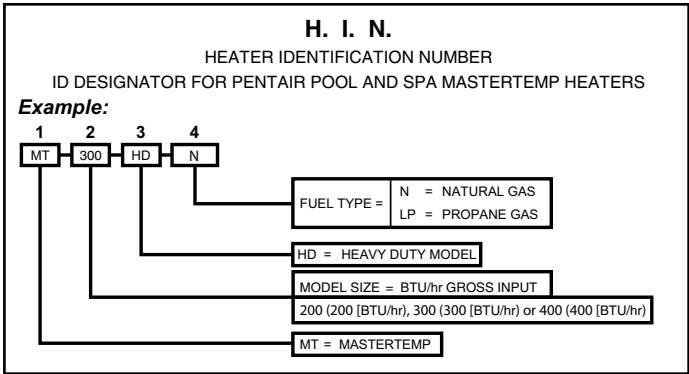 H. I. N.
HEATER IDENTIFICATION NUMBER
ID DESIGNATOR FOR PENTAIR POOL AND SPA MASTERTEMP HEATERS
Example:
1 2 3 4
MT 300 HD N
FUEL TYPE = N = NATURAL GAS
LP = PROPANE GAS
HD = HEAVY DUTY MODEL
MODEL SIZE = BTU/hr GROSS INPUT
200 (200 [BTU/hr), 300 (300 [BTU/hr) or 400 (400 [BTU/hr)
MT = MASTERTEMP